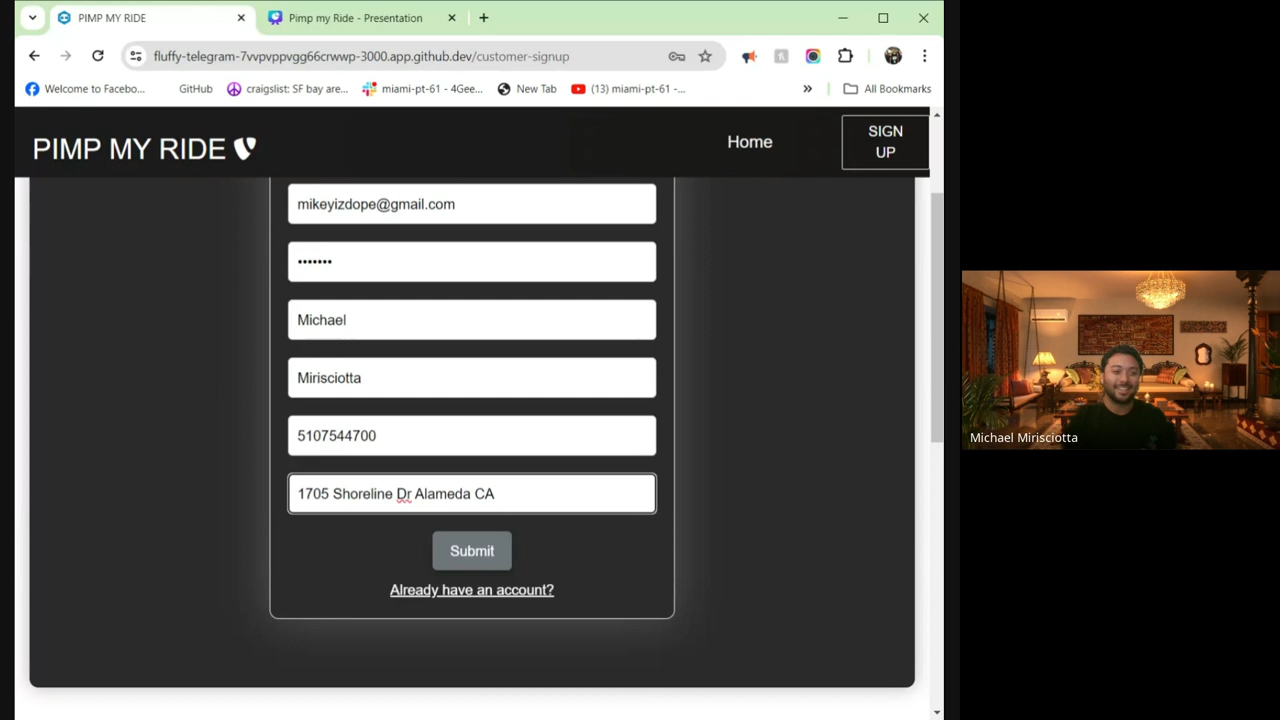 PIMP MY RIDE
Pimp my Ride - Presentation
fluffy-telegram-7vvpvppvgg66crwwp-3000.app.github.dev/customer-signup
Welcome to Facebo...
GitHub
craigslist: SF bay are...
miami-pt-61 - 4Gee...
New Tab
(13) miami-pt-61 -...
»
All Bookmarks
PIMP MY RIDE
Home
SIGN
UP
mikeyizdope@gmail.com
•••••••
Michael
Mirisciotta
5107544700
1705 Shoreline Dr Alameda CA
Submit
Already have an account?
Michael Mirisciotta